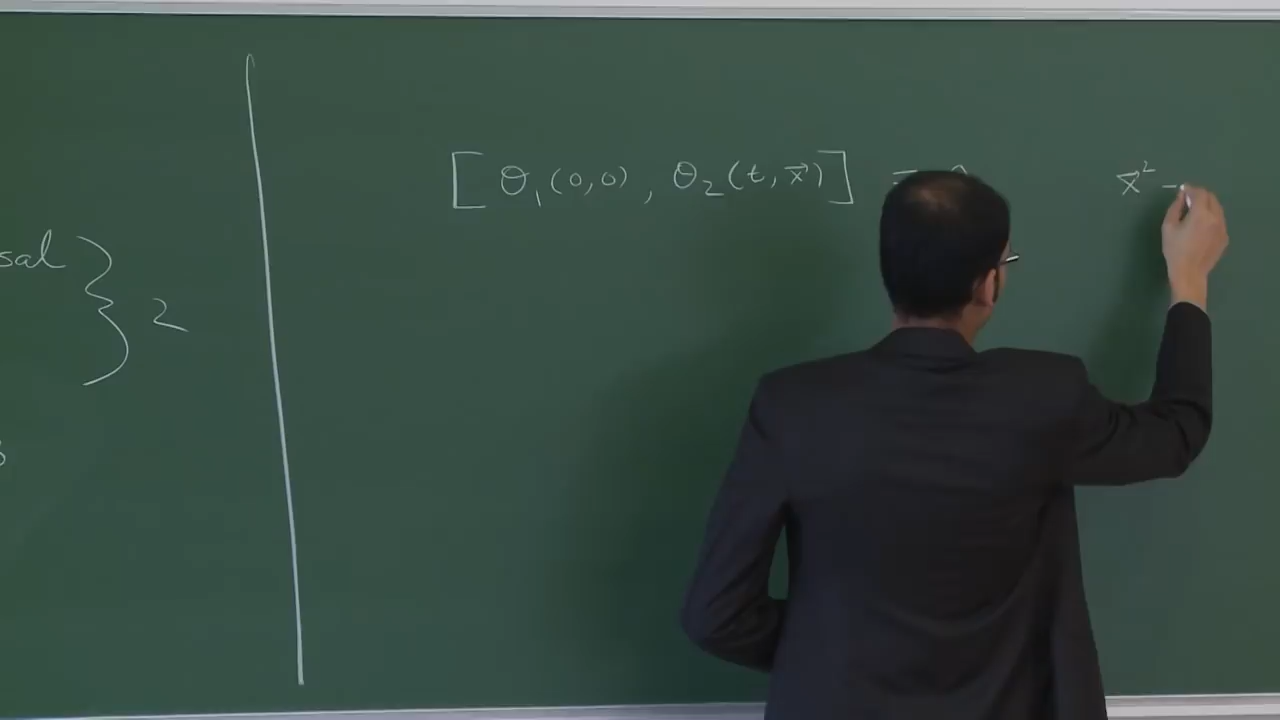 [θ₁(0,0), θ₂(t,x⃗)] = 0 x⃗² -
sal } 2